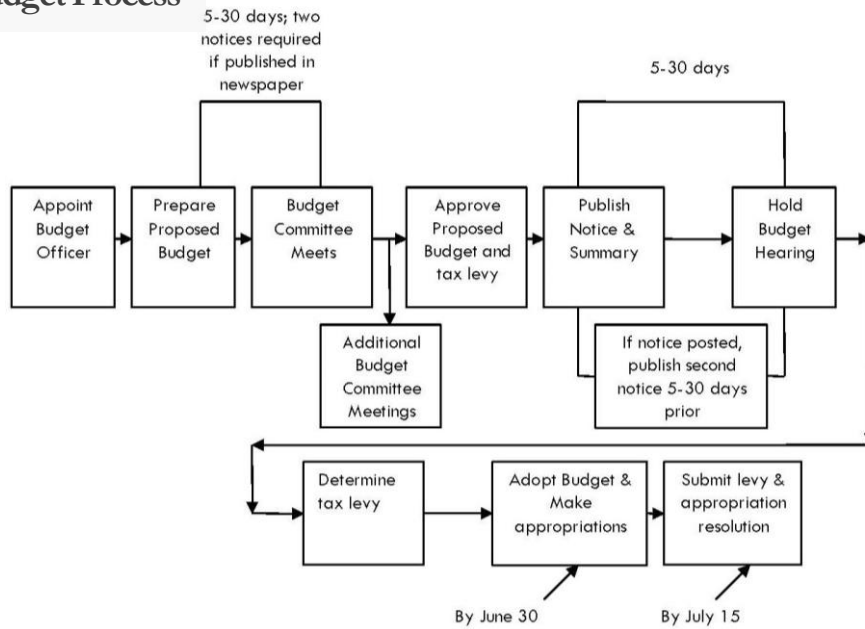 Process
5-30 days; two
notices required
if published in
newspaper
5-30 days
Appoint
Budget
Officer
Prepare
Proposed
Budget
Budget
Committee
Meets
Approve
Proposed
Budget and
tax levy
Publish
Notice &
Summary
Hold
Budget
Hearing
Additional
Budget
Committee
Meetings
If notice posted,
publish second
notice 5-30 days
prior
Determine
tax levy
Adopt Budget &
Make
appropriations
Submit levy &
appropriation
resolution
By June 30
By July 15